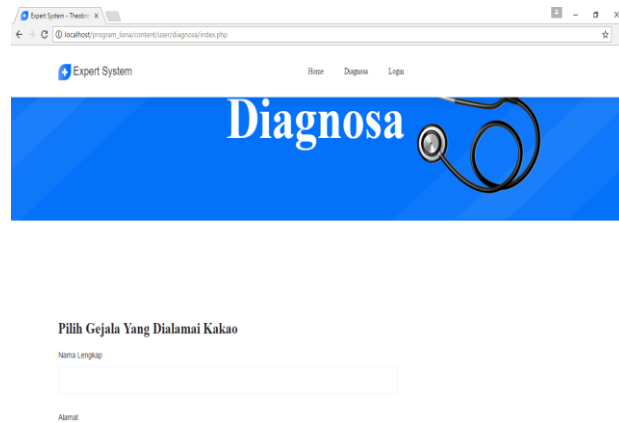 Expert System - Theobro
localhost/program_lisna/content/user/diagnosa/index.php
Expert System
Home Diagnosa Login
Diagnosa
Pilih Gejala Yang Dialamai Kakao
Nama Lengkap
Alamat